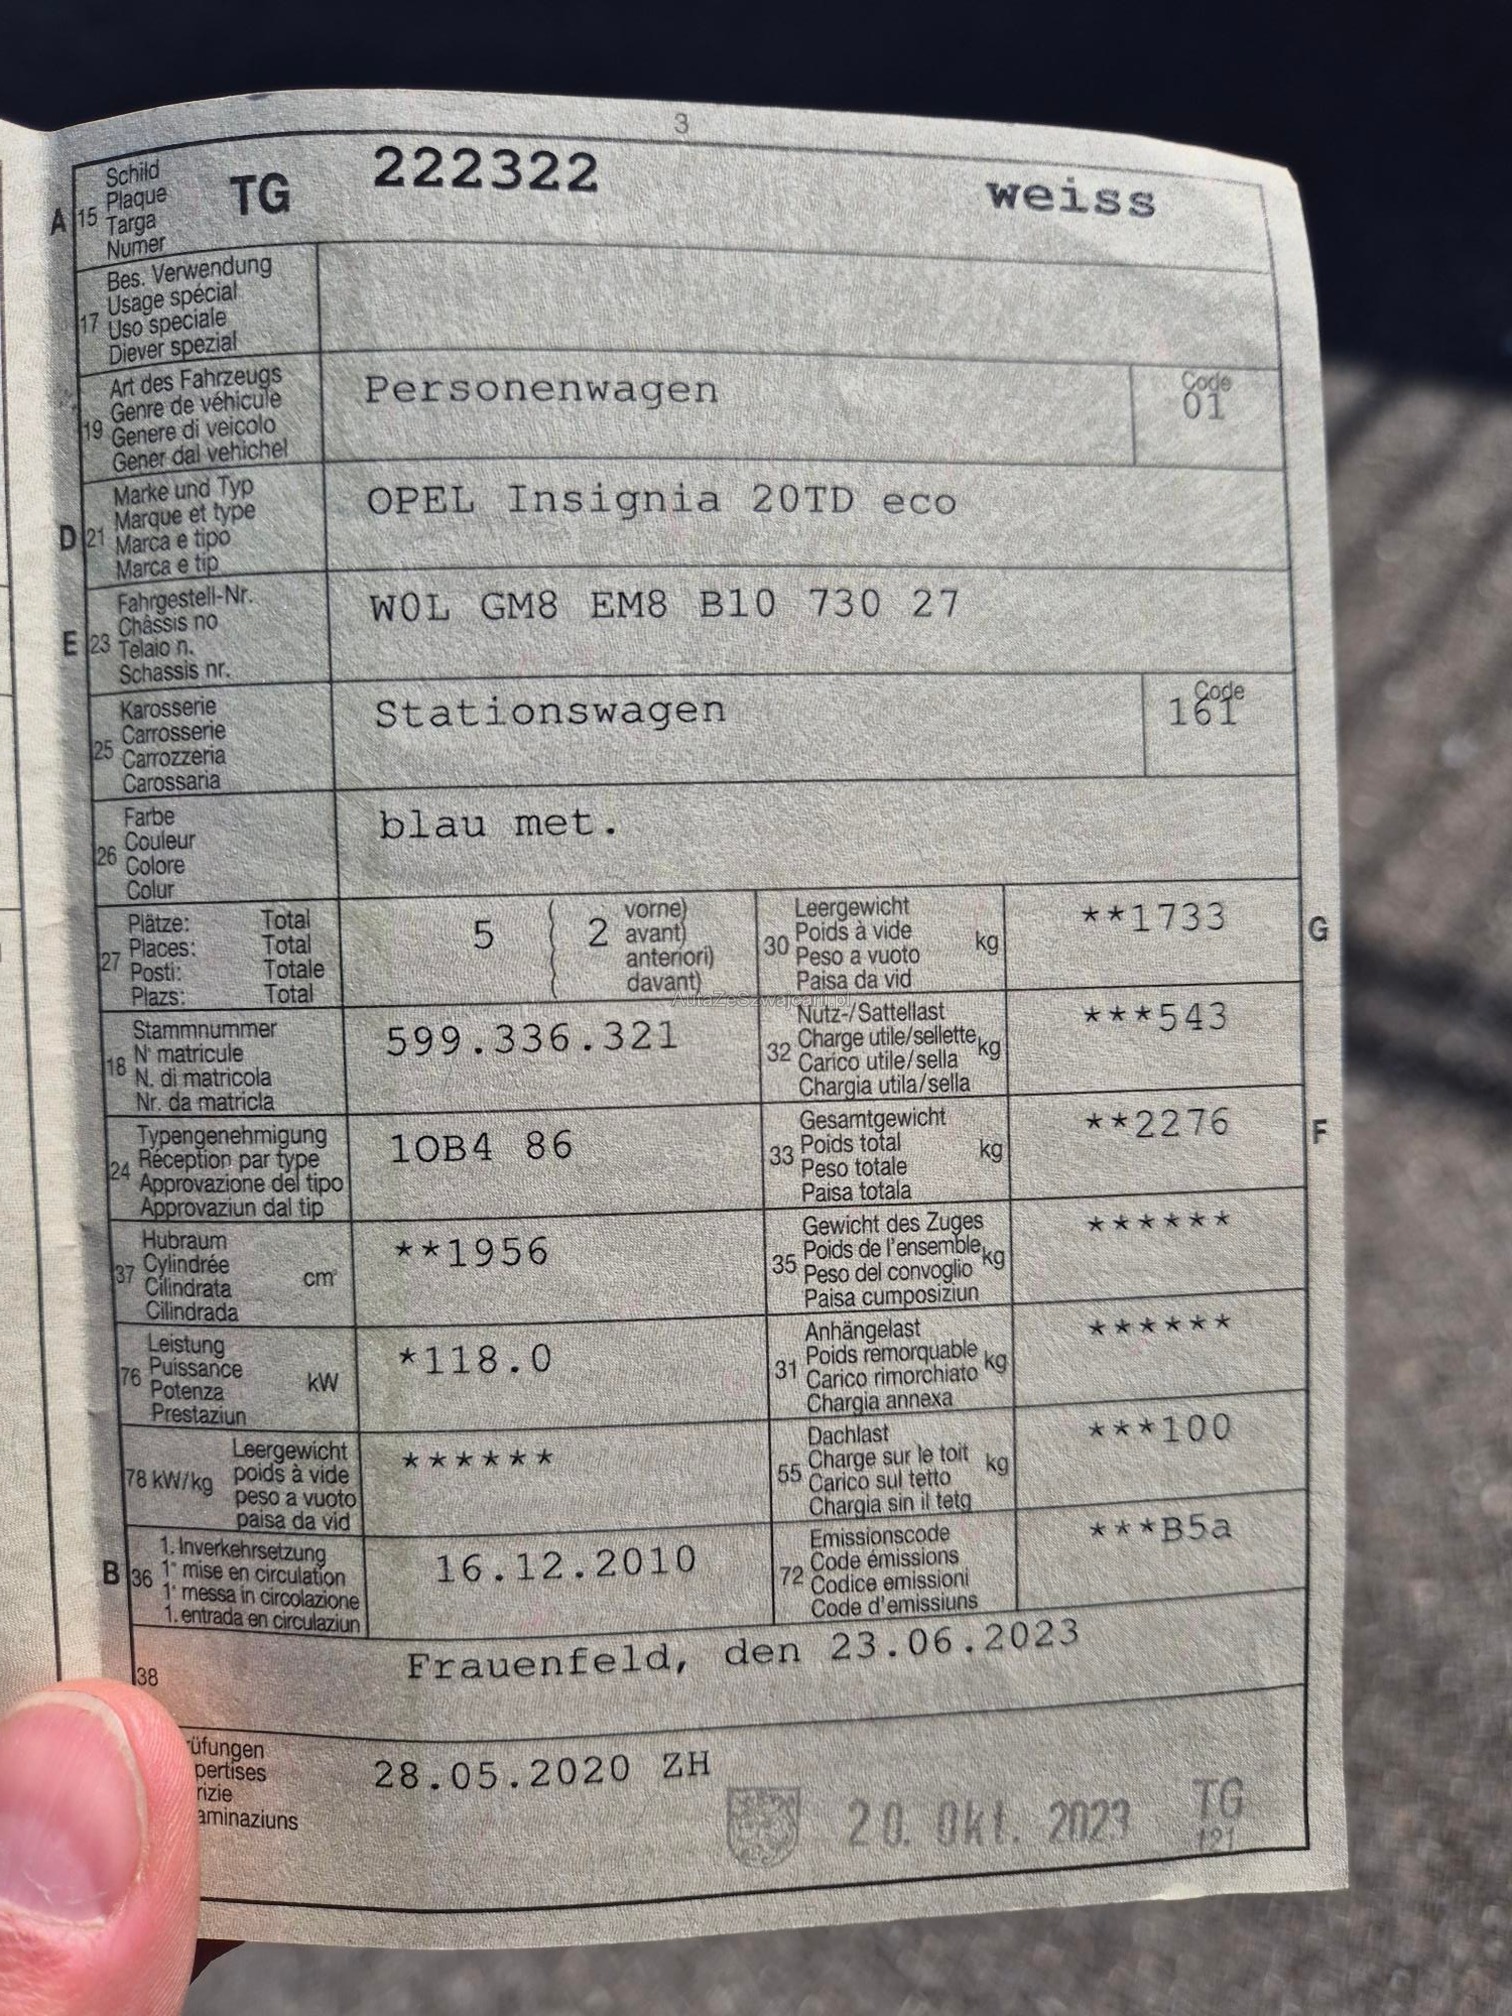 3
A 15 Schild
Plaque
Targa
Numer
TG 222322 weiss
17 Bes. Verwendung
Usage spécial
Uso speciale
Diever spezial
19 Art des Fahrzeugs
Genre de véhicule
Genere di veicolo
Gener dal vehichel
Personenwagen
Code
01
D 21 Marke und Typ
Marque et type
Marca e tipo
Marca e tip
OPEL Insignia 20TD eco
E 23 Fahrgestell-Nr.
Châssis no
Telaio n.
Schassis nr.
W0L GM8 EM8 B10 730 27
25 Karosserie
Carrosserie
Carrozzeria
Carossaria
Stationswagen
Code
161
26 Farbe
Couleur
Colore
Colur
blau met.
27 Plätze: Total
Places: Total
Posti: Totale
Plazs: Total
5 ( 2 vorne)
avant)
anteriori)
davant)
30 Leergewicht
Poids à vide
Peso a vuoto
Paisa da vid
kg
**1733
G
AutaZeSzwajcarii.pl
18 Stammnummer
N° matricule
N. di matricola
Nr. da matricla
599.336.321
32 Nutz-/Sattellast
Charge utile/sellette
Carico utile/sella
Chargia utila/sella
kg
***543
24 Typengenehmigung
Réception par type
Approvazione del tipo
Approvaziun dal tip
1OB4 86
33 Gesamtgewicht
Poids total
Peso totale
Paisa totala
kg
**2276
F
37 Hubraum
Cylindrée
Cilindrata
Cilindrada
cm³
**1956
35 Gewicht des Zuges
Poids de l'ensemble
Peso del convoglio
Paisa cumposiziun
kg
******
76 Leistung
Puissance
Potenza
Prestaziun
kW
*118.0
31 Anhängelast
Poids remorquable
Carico rimorchiato
Chargia annexa
kg
******
78 kW/kg Leergewicht
poids à vide
peso a vuoto
paisa da vid
******
55 Dachlast
Charge sur le toit
Carico sul tetto
Chargia sin il tetg
kg
***100
B 36 1. Inverkehrsetzung
1re mise en circulation
1a messa in circolazione
1. entrada en circulaziun
16.12.2010
72 Emissionscode
Code émissions
Codice emissioni
Code d'emissiuns
***B5a
38 Frauenfeld, den 23.06.2023
üfungen
pertises
rizie
aminaziuns
28.05.2020 ZH
20. Okt. 2023 TG
121